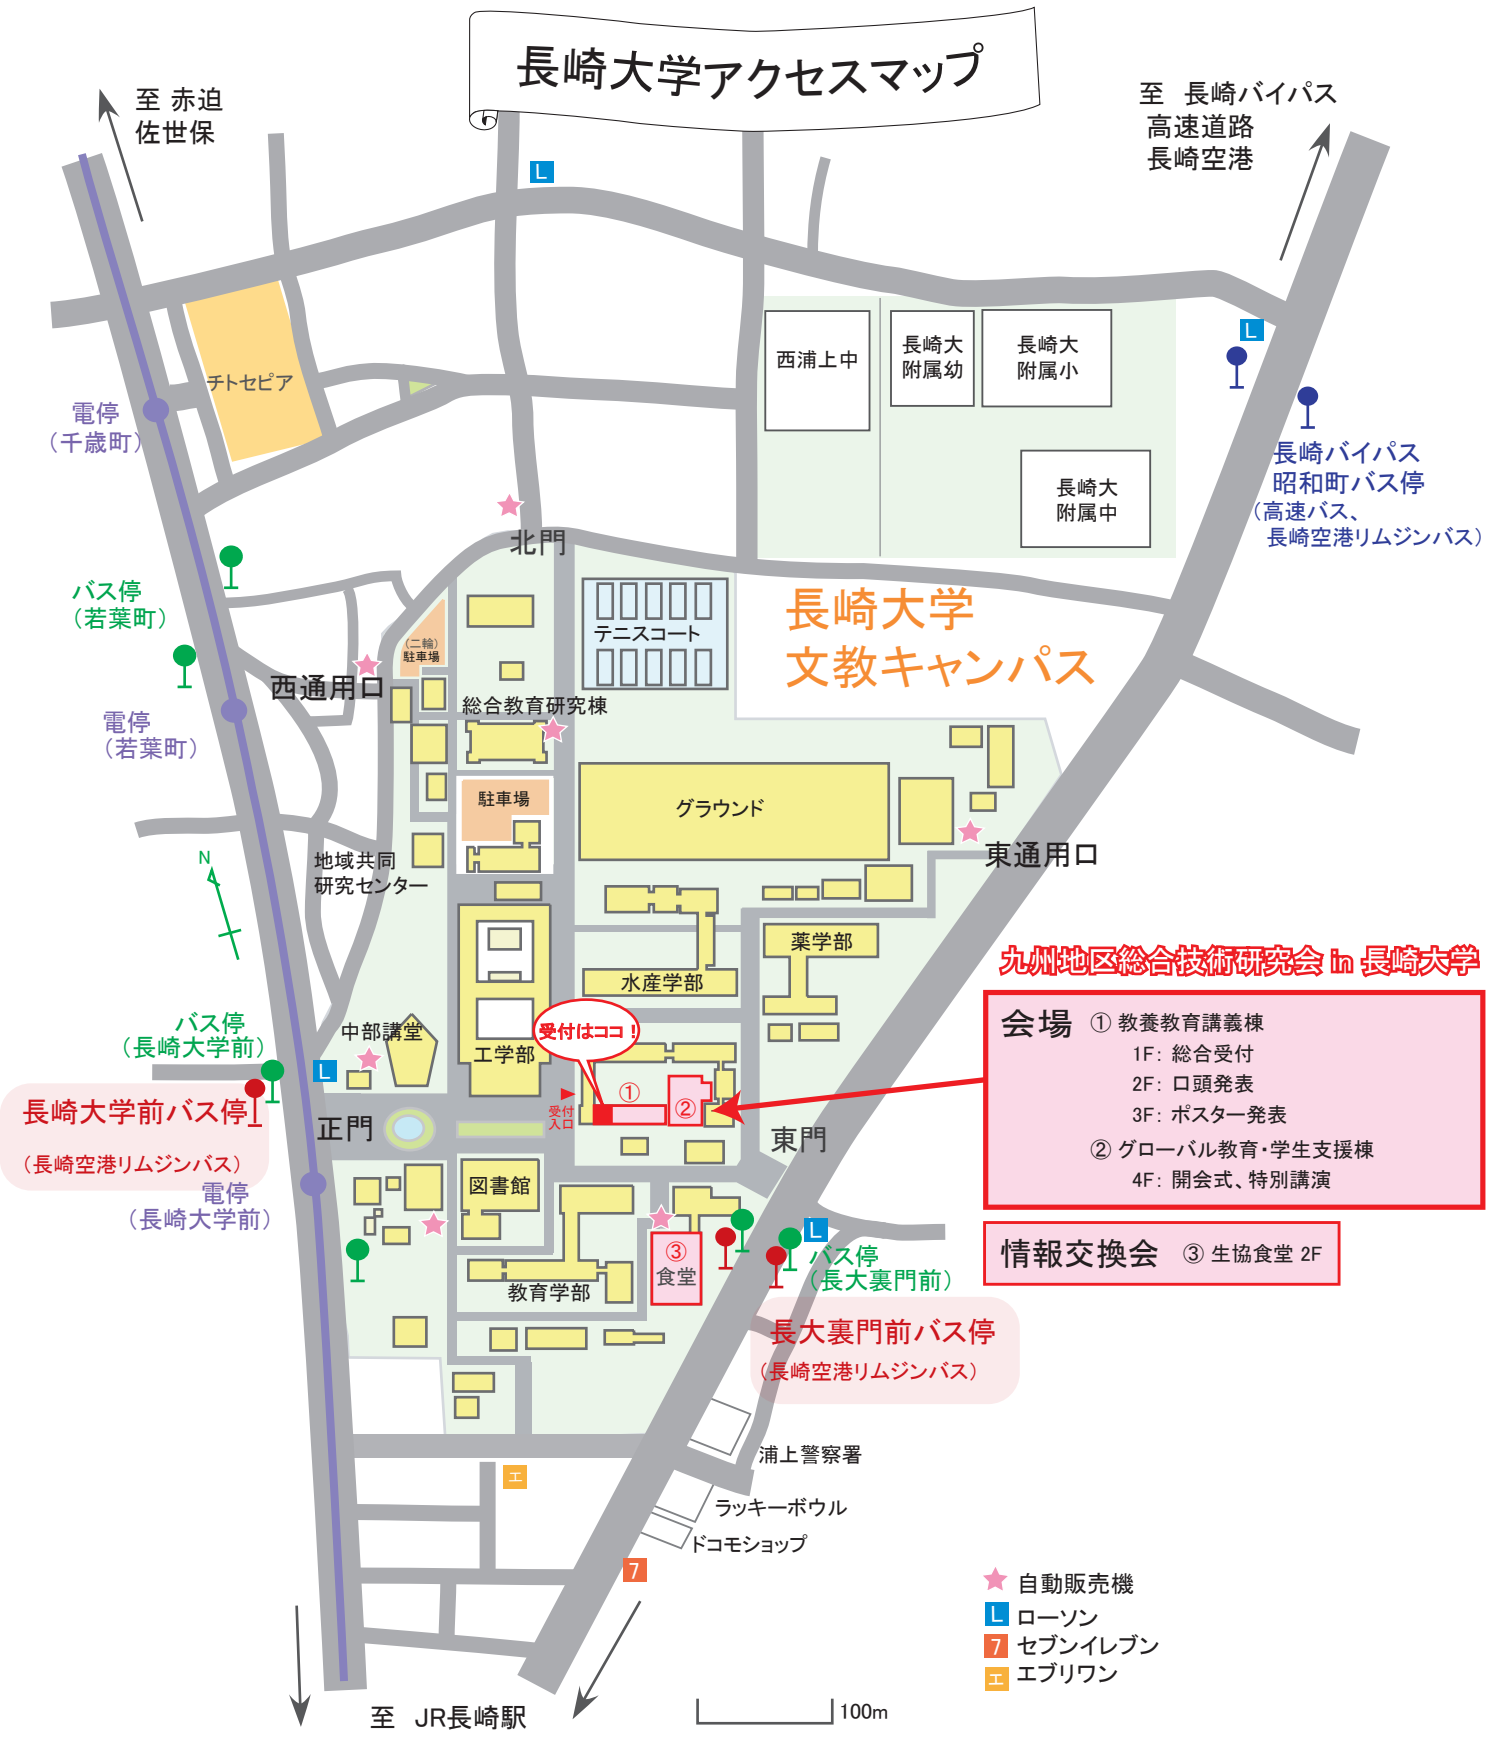 長崎大学アクセスマップ
至 赤迫
佐世保
至 長崎バイパス
高速道路
長崎空港
L
L
西浦上中
長崎大
附属幼
長崎大
附属小
長崎大
附属中
チトセピア
電停
(千歳町)
長崎バイパス
昭和町バス停
(高速バス、
長崎空港リムジンバス)
北門
バス停
(若葉町)
(二輪)
駐車場
テニスコート
長崎大学
文教キャンパス
西通用口
総合教育研究棟
電停
(若葉町)
駐車場
グラウンド
東通用口
地域共同
研究センター
N
薬学部
水産学部
九州地区総合技術研究会 in 長崎大学
会場 ① 教養教育講義棟
1F: 総合受付
2F: 口頭発表
3F: ポスター発表
② グローバル教育・学生支援棟
4F: 開会式、特別講演
情報交換会 ③ 生協食堂 2F
バス停
(長崎大学前)
中部講堂
受付はココ!
工学部
L
①
②
受付
入口
長崎大学前バス停
(長崎空港リムジンバス)
正門
東門
電停
(長崎大学前)
図書館
③
食堂
教育学部
L
バス停
(長大裏門前)
長大裏門前バス停
(長崎空港リムジンバス)
浦上警察署
エ
ラッキーボウル
ドコモショップ
7
自動販売機
L ローソン
7 セブンイレブン
エ エブリワン
至 JR長崎駅
100m